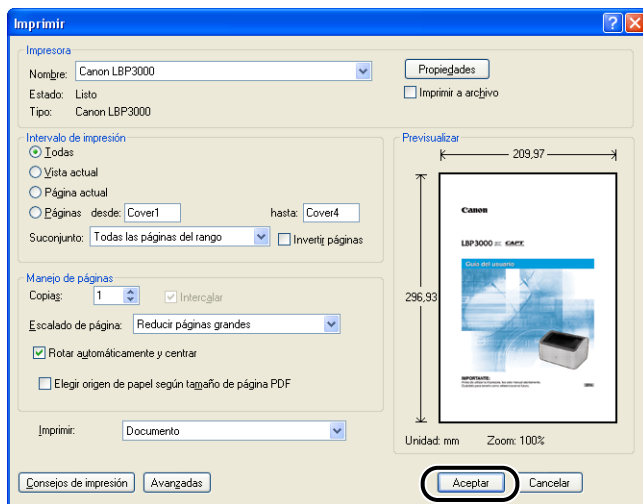 Imprimir
Impresora
Nombre: Canon LBP3000
Propiedades
Estado: Listo
Imprimir a archivo
Tipo: Canon LBP3000
Intervalo de impresión
Todas
Vista actual
Página actual
Páginas desde: Cover1 hasta: Cover4
Suconjunto: Todas las páginas del rango Invertir páginas
Manejo de páginas
Copias: 1 Intercalar
Escalado de página: Reducir páginas grandes
Rotar automáticamente y centrar
Elegir origen de papel según tamaño de página PDF
Imprimir: Documento
Previsualizar
209,97
296,93
Canon
LBP3000 CAPT
Guía del usuario
IMPORTANTE:
Unidad: mm Zoom: 100%
Consejos de impresión Avanzadas Aceptar Cancelar